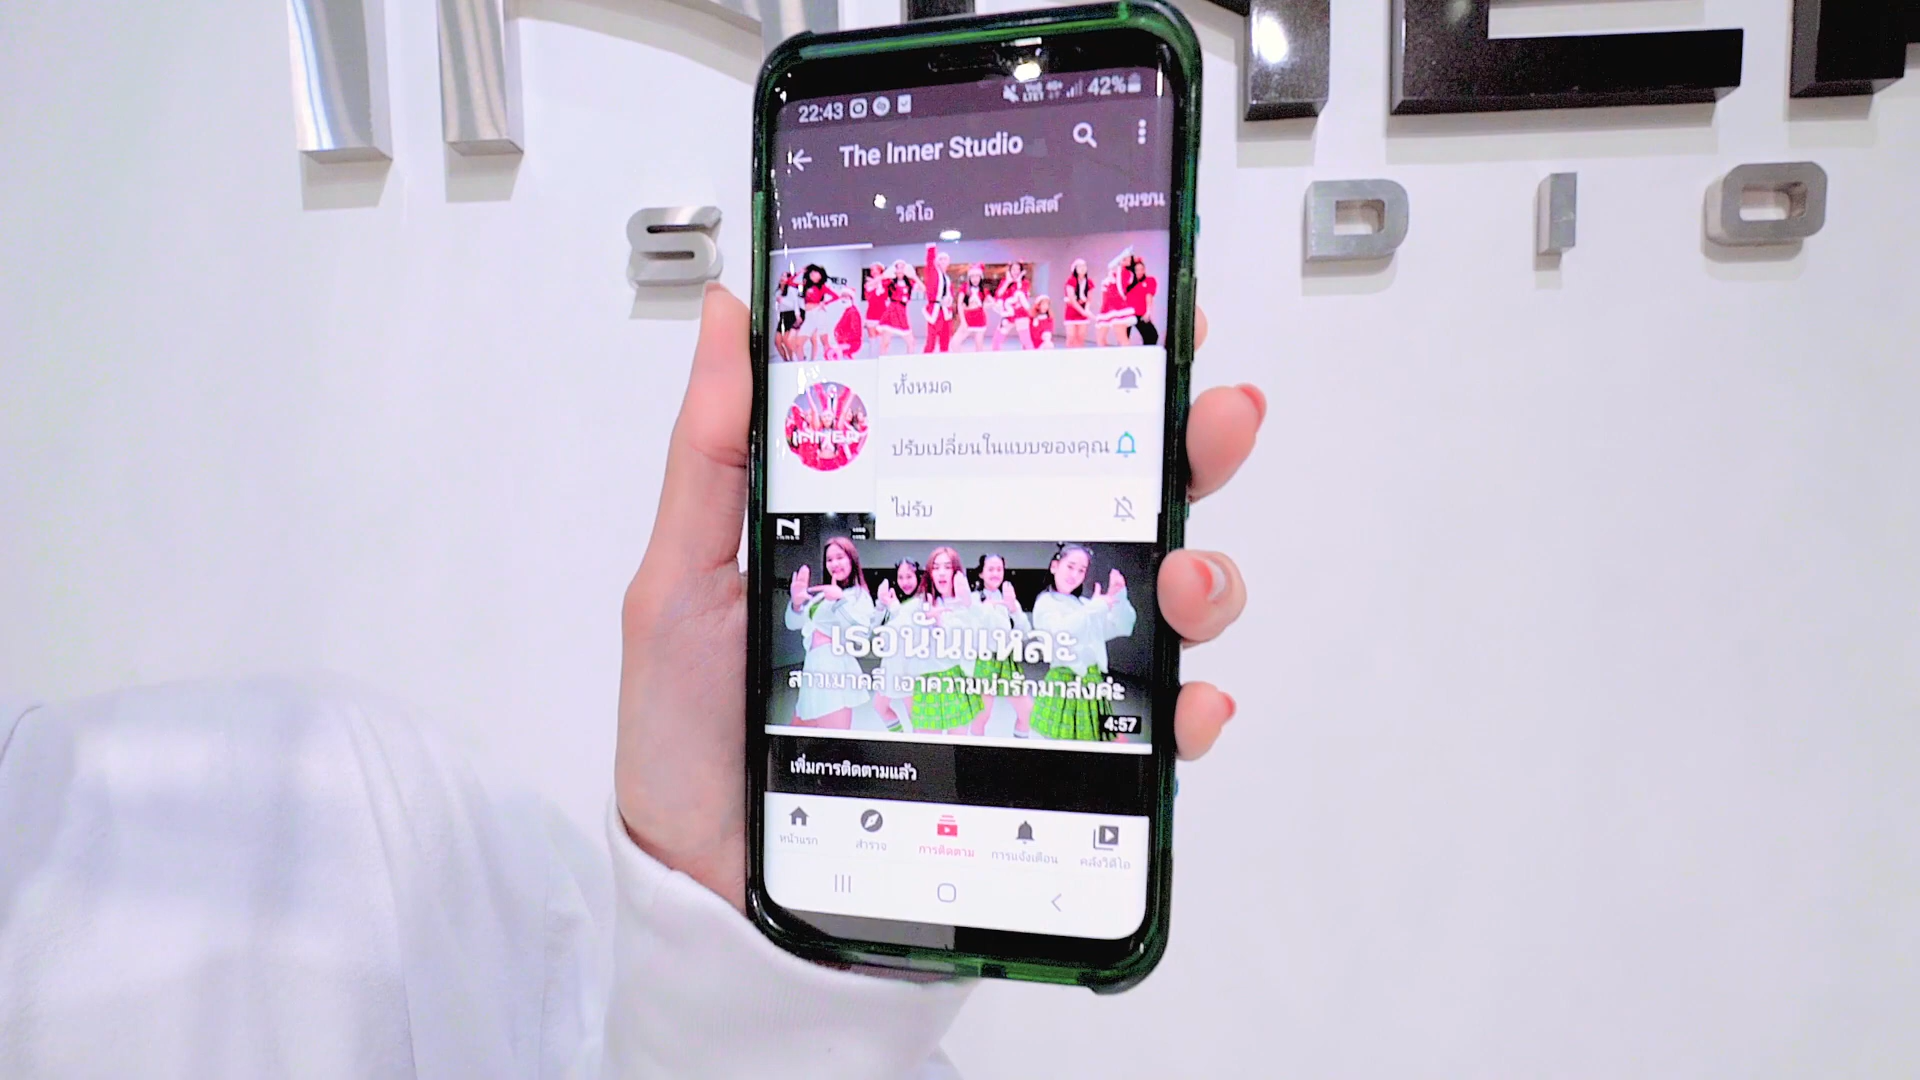 INNER
S
D I O
22:43
42%
The Inner Studio
หน้าแรก วิดีโอ เพลย์ลิสต์ ชุมชน
INNER
ทั้งหมด
ปรับเปลี่ยนในแบบของคุณ
ไม่รับ
เธอนั่นแหละ
สาวเมาคลี เอาความน่ารักมาส่งค่ะ
4:57
เพิ่มการติดตามแล้ว
หน้าแรก สำรวจ การติดตาม การแจ้งเตือน คลังวิดีโอ